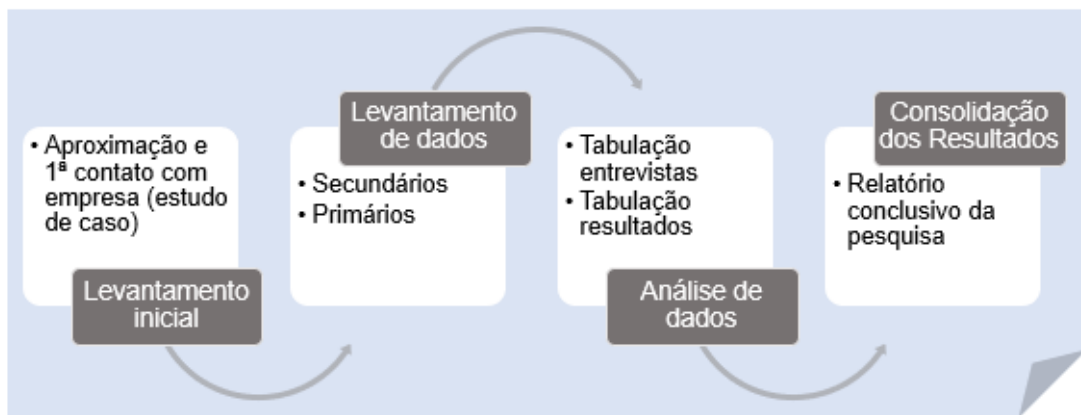 • Aproximação e
1ª contato com
empresa (estudo
de caso)
Levantamento
inicial
Levantamento
de dados
• Secundários
• Primários
• Tabulação
entrevistas
• Tabulação
resultados
Análise de
dados
Consolidação
dos Resultados
• Relatório
conclusivo da
pesquisa